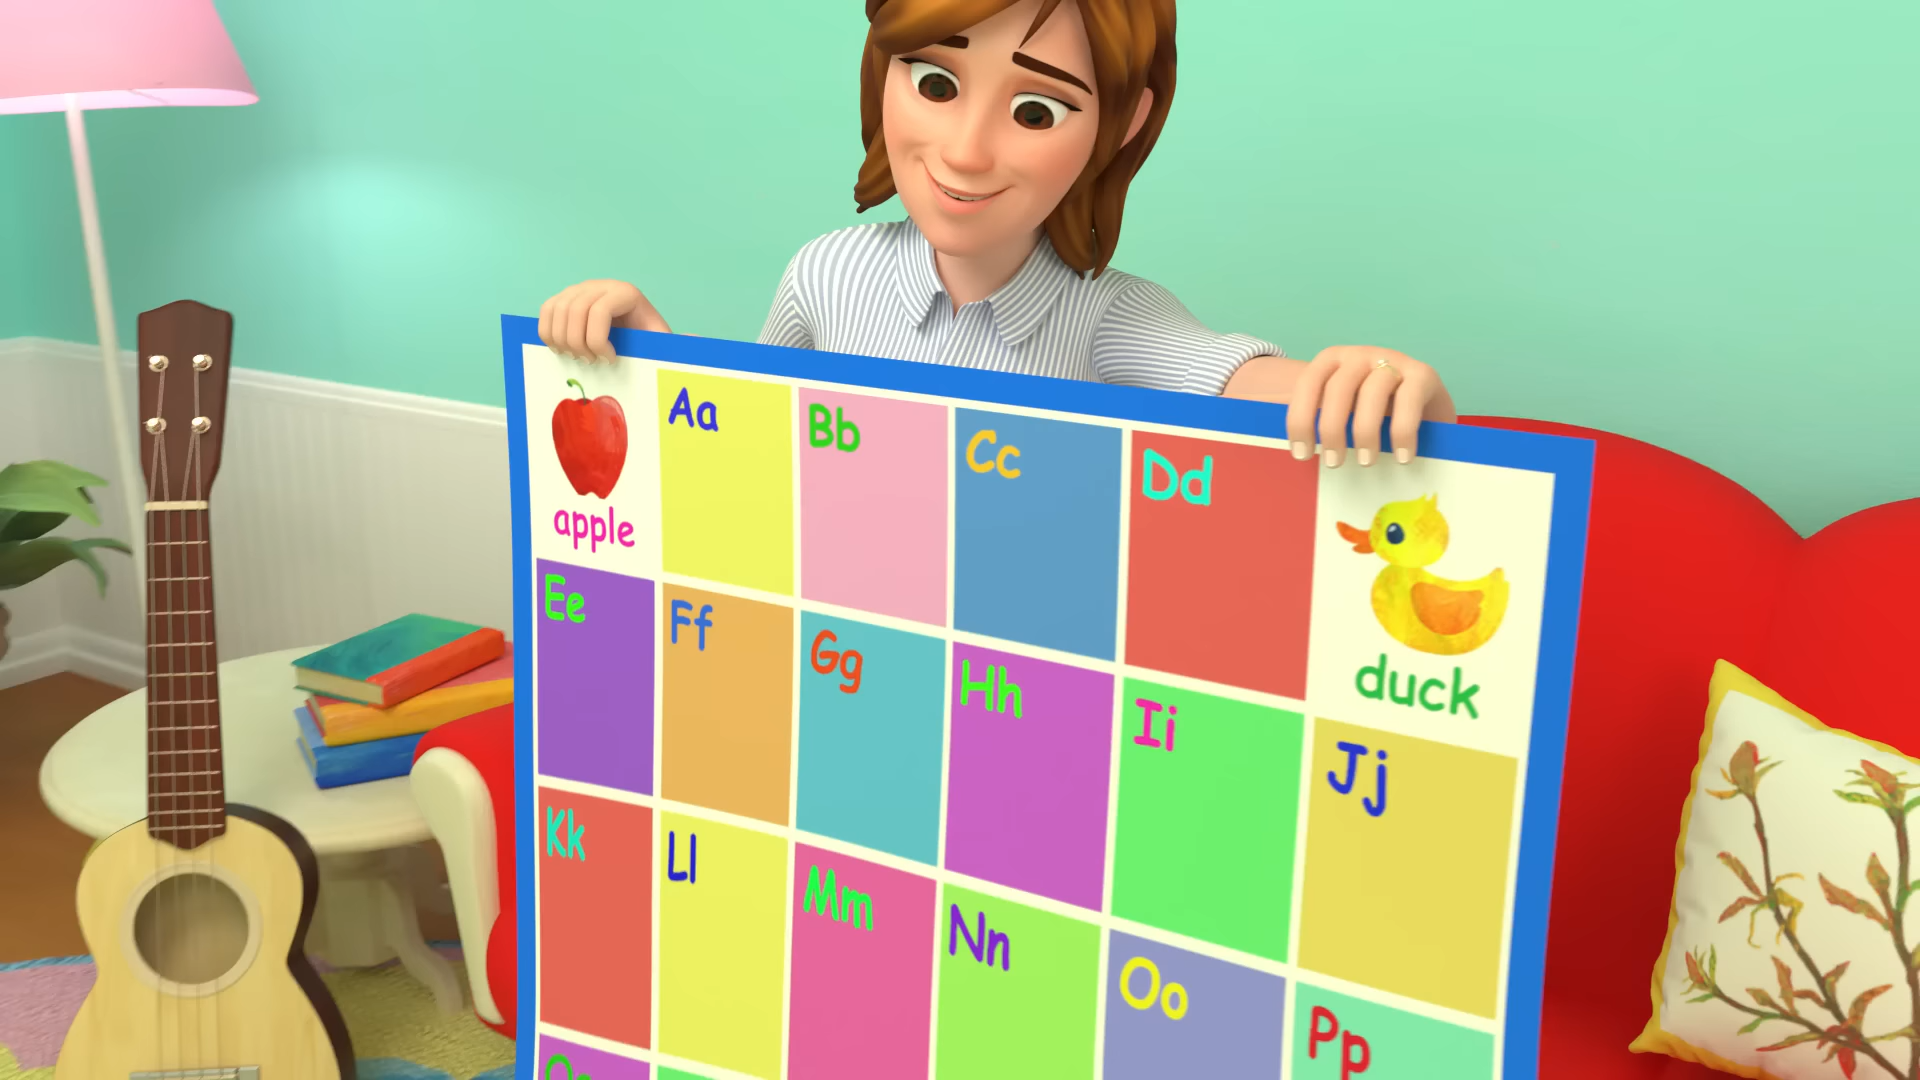 Aa Bb Cc Dd
apple
duck
Ee Ff Gg Hh Ii Jj
Kk Ll Mm Nn Oo Pp